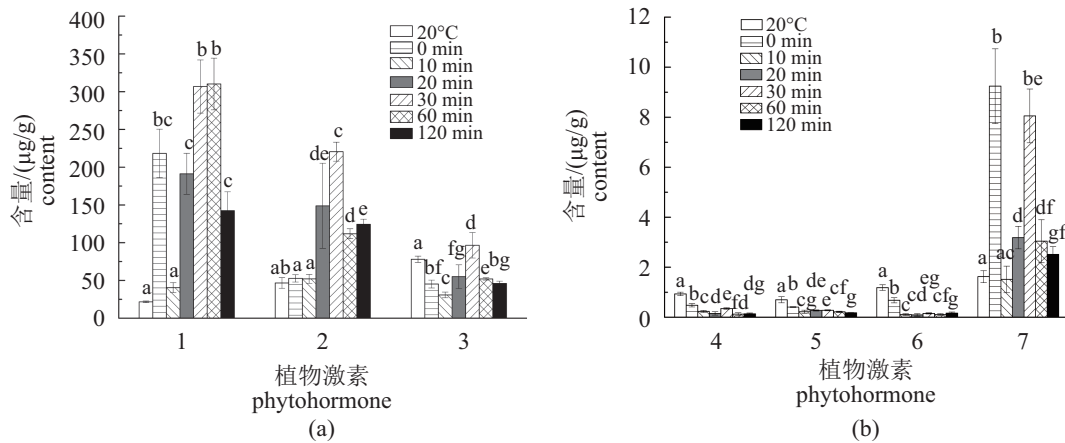 400
350
300
250
200
150
100
50
0
含量/(μg/g)
content
20°C
0 min
10 min
20 min
30 min
60 min
120 min
a
bc
a
c
b
b
c
ab
a
a
de
c
d
e
a
bf
c
fg
d
e
bg
1
2
3
植物激素
phytohormone
(a)
12
10
8
6
4
2
0
含量/(μg/g)
content
20°C
0 min
10 min
20 min
30 min
60 min
120 min
a
b
c
d
e
fd
dg
a
b
cg
de
e
cf
g
a
b
c
d
eg
cf
g
a
b
ac
d
be
df
gf
4
5
6
7
植物激素
phytohormone
(b)